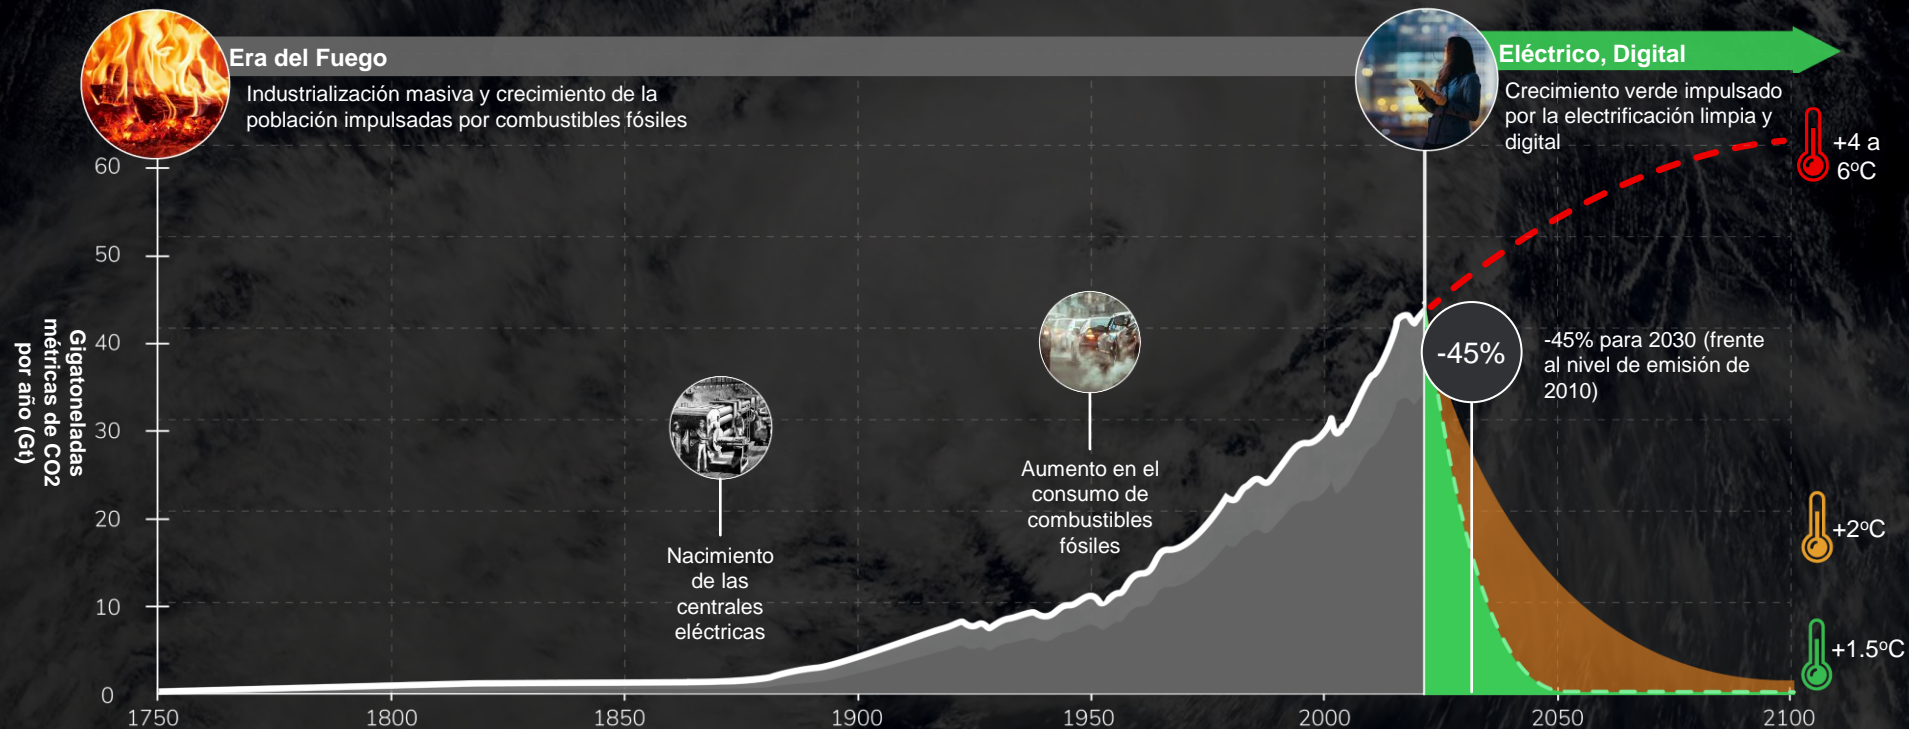 Era del Fuego
Industrialización masiva y crecimiento de la
población impulsadas por combustibles fósiles
Eléctrico, Digital
Crecimiento verde impulsado
por la electrificación limpia y
digital
+4 a
6ºC
60
50
40
30
20
10
0
Gigatoneladas
métricas de CO2
por año (Gt)
Nacimiento
de las
centrales
eléctricas
Aumento en el
consumo de
combustibles
fósiles
-45%
-45% para 2030 (frente
al nivel de emisión de
2010)
+2ºC
+1.5ºC
1750
1800
1850
1900
1950
2000
2050
2100